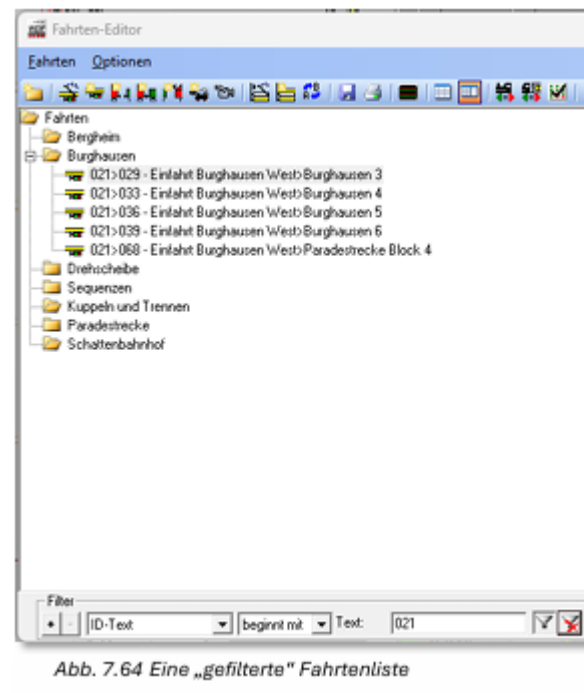 Fahrten-Editor
Fahrten Optionen
Fahrten
Bergheim
Burghausen
021>029 - Einfahrt Burghausen West>Burghausen 3
021>033 - Einfahrt Burghausen West>Burghausen 4
021>036 - Einfahrt Burghausen West>Burghausen 5
021>039 - Einfahrt Burghausen West>Burghausen 6
021>068 - Einfahrt Burghausen West>Paradestrecke Block 4
Drehscheibe
Sequenzen
Kuppeln und Trennen
Paradestrecke
Schattenbahnhof
Filter
+ - ID-Text beginnt mit Text: 021
Abb. 7.64 Eine „gefilterte" Fahrtenliste